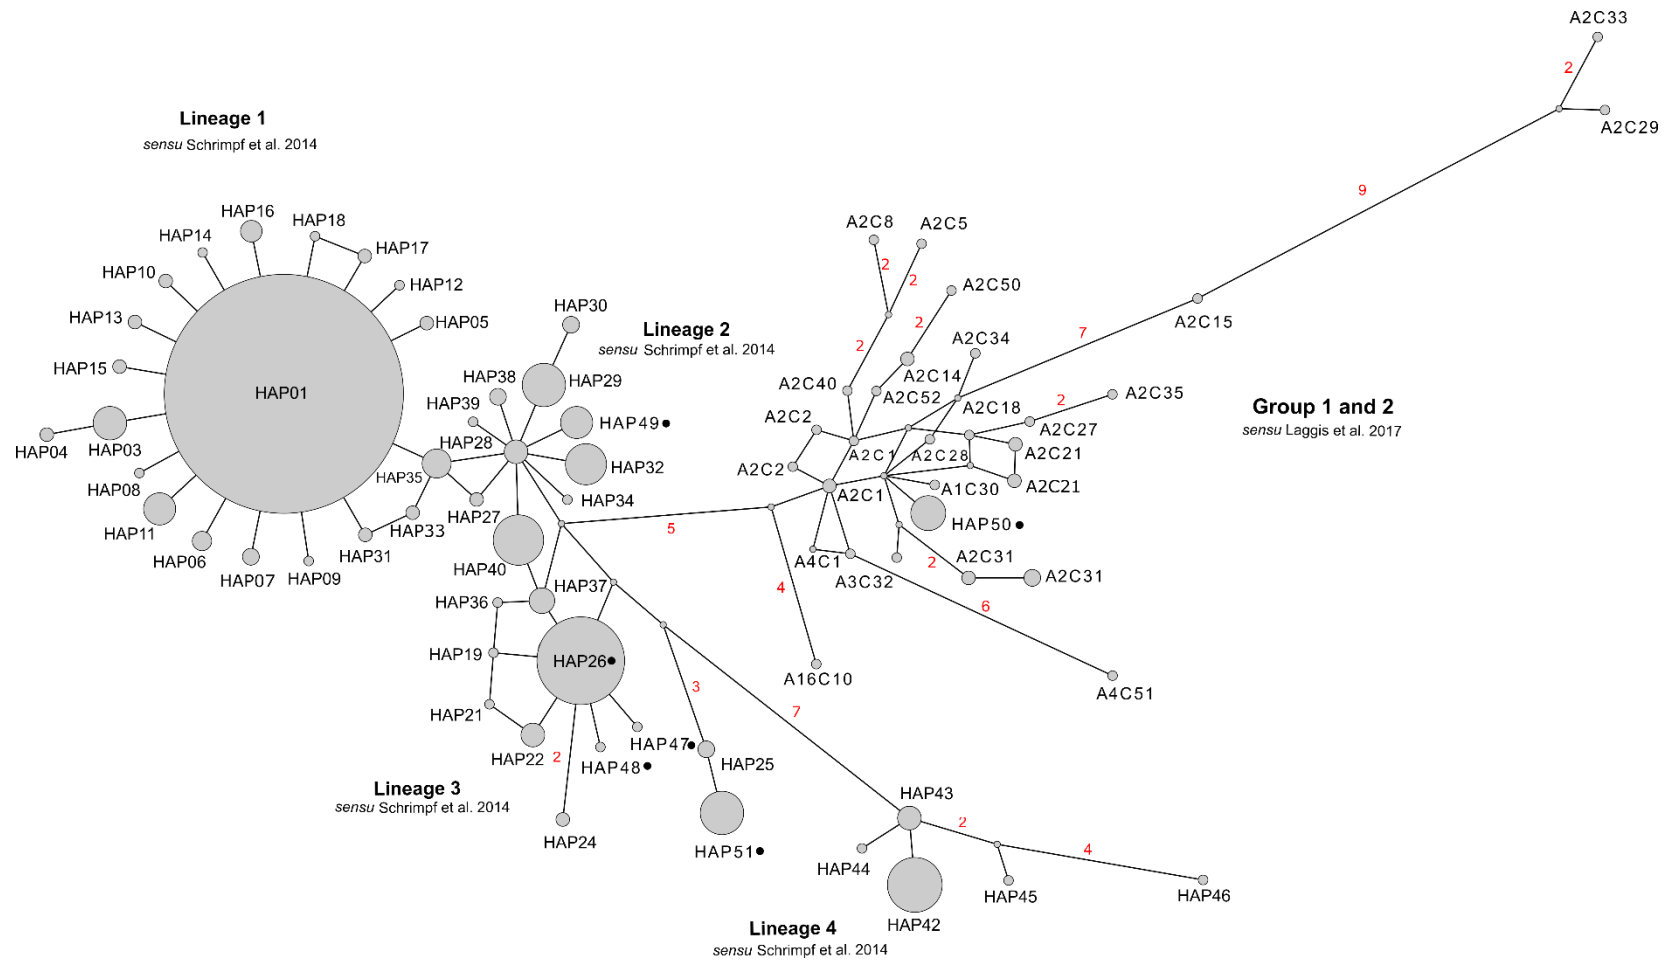 A2C33
2
A2C29
Lineage 1
sensu Schrimpf et al. 2014
9
HAP16
HAP18
HAP14
HAP17
HAP10
HAP12
HAP13
HAP05
HAP15
HAP01
HAP04
HAP03
HAP08
HAP11
HAP06
HAP07
HAP09
HAP31
HAP33
HAP35
A2C8
A2C5
2
2
A2C50
2
2
A2C34
7
A2C15
HAP30
Lineage 2
sensu Schrimpf et al. 2014
HAP38
HAP29
HAP39
HAP49●
HAP28
HAP32
HAP34
HAP27
HAP40
A2C40
A2C14
A2C52
A2C18
2
A2C35
A2C27
A2C2
A2C1
A2C28
A2C21
A2C2
A2C1
A1C30
A2C21
HAP50●
Group 1 and 2
sensu Laggis et al. 2017
5
A4C1
A3C32
2
A2C31
A2C31
4
6
A16C10
A4C51
HAP37
HAP36
HAP19
HAP26●
HAP21
HAP22
2
HAP48●
HAP47●
3
HAP25
7
Lineage 3
sensu Schrimpf et al. 2014
HAP24
HAP51●
HAP43
2
4
HAP44
HAP45
HAP46
HAP42
Lineage 4
sensu Schrimpf et al. 2014